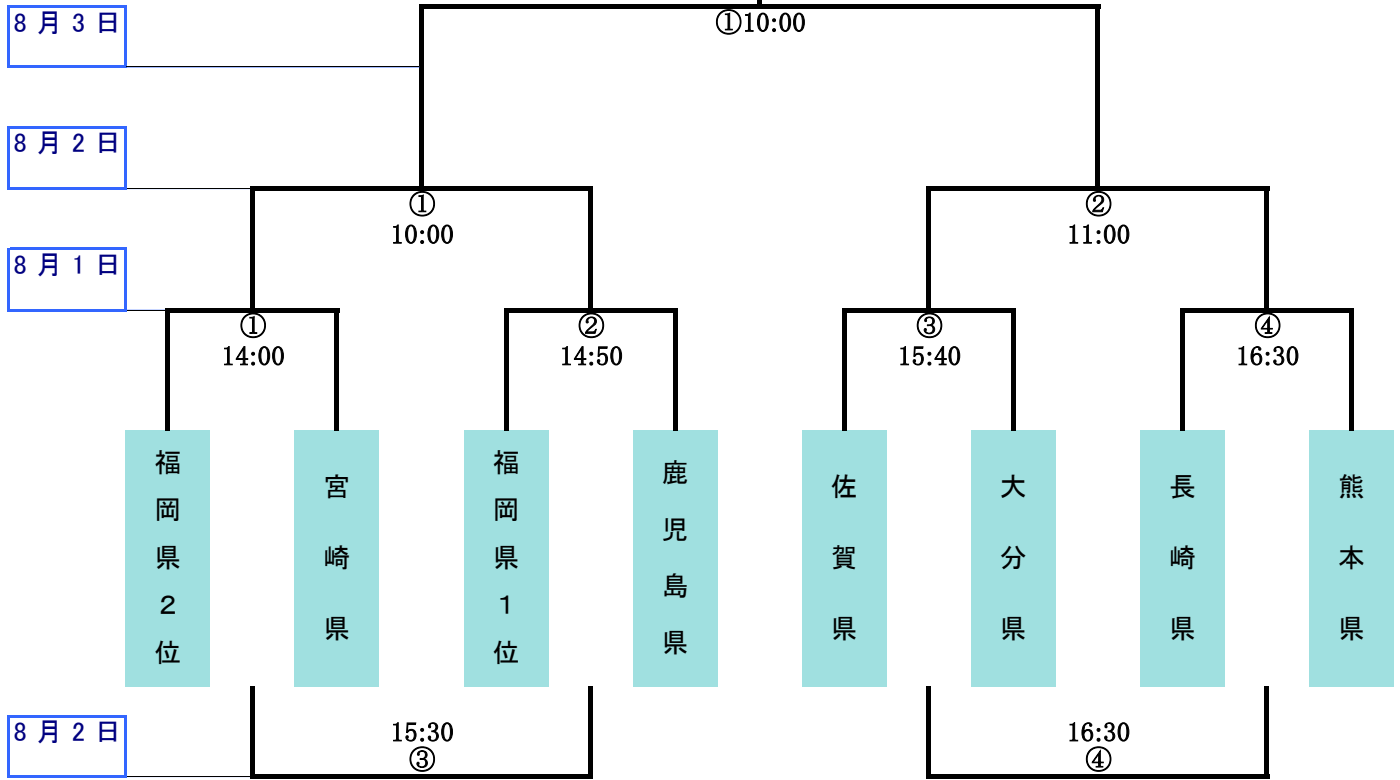 8月3日
①10:00
8月2日
①
10:00
②
11:00
8月1日
①
14:00
②
14:50
③
15:40
④
16:30
福岡県2位
宮崎県
福岡県1位
鹿児島県
佐賀県
大分県
長崎県
熊本県
8月2日
15:30
③
16:30
④